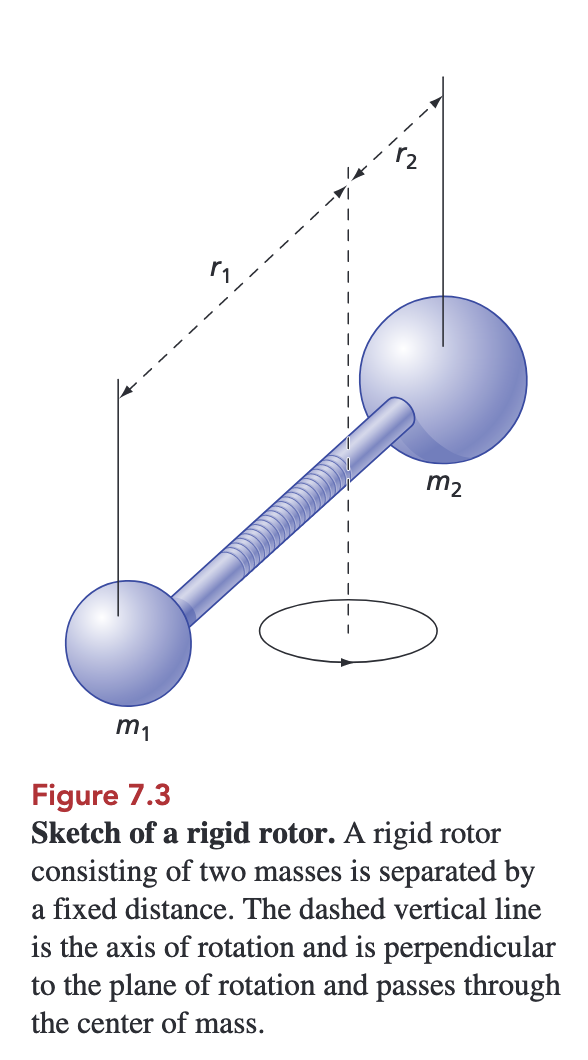 r2
r1
m2
m1
Figure 7.3
Sketch of a rigid rotor. A rigid rotor
consisting of two masses is separated by
a fixed distance. The dashed vertical line
is the axis of rotation and is perpendicular
to the plane of rotation and passes through
the center of mass.